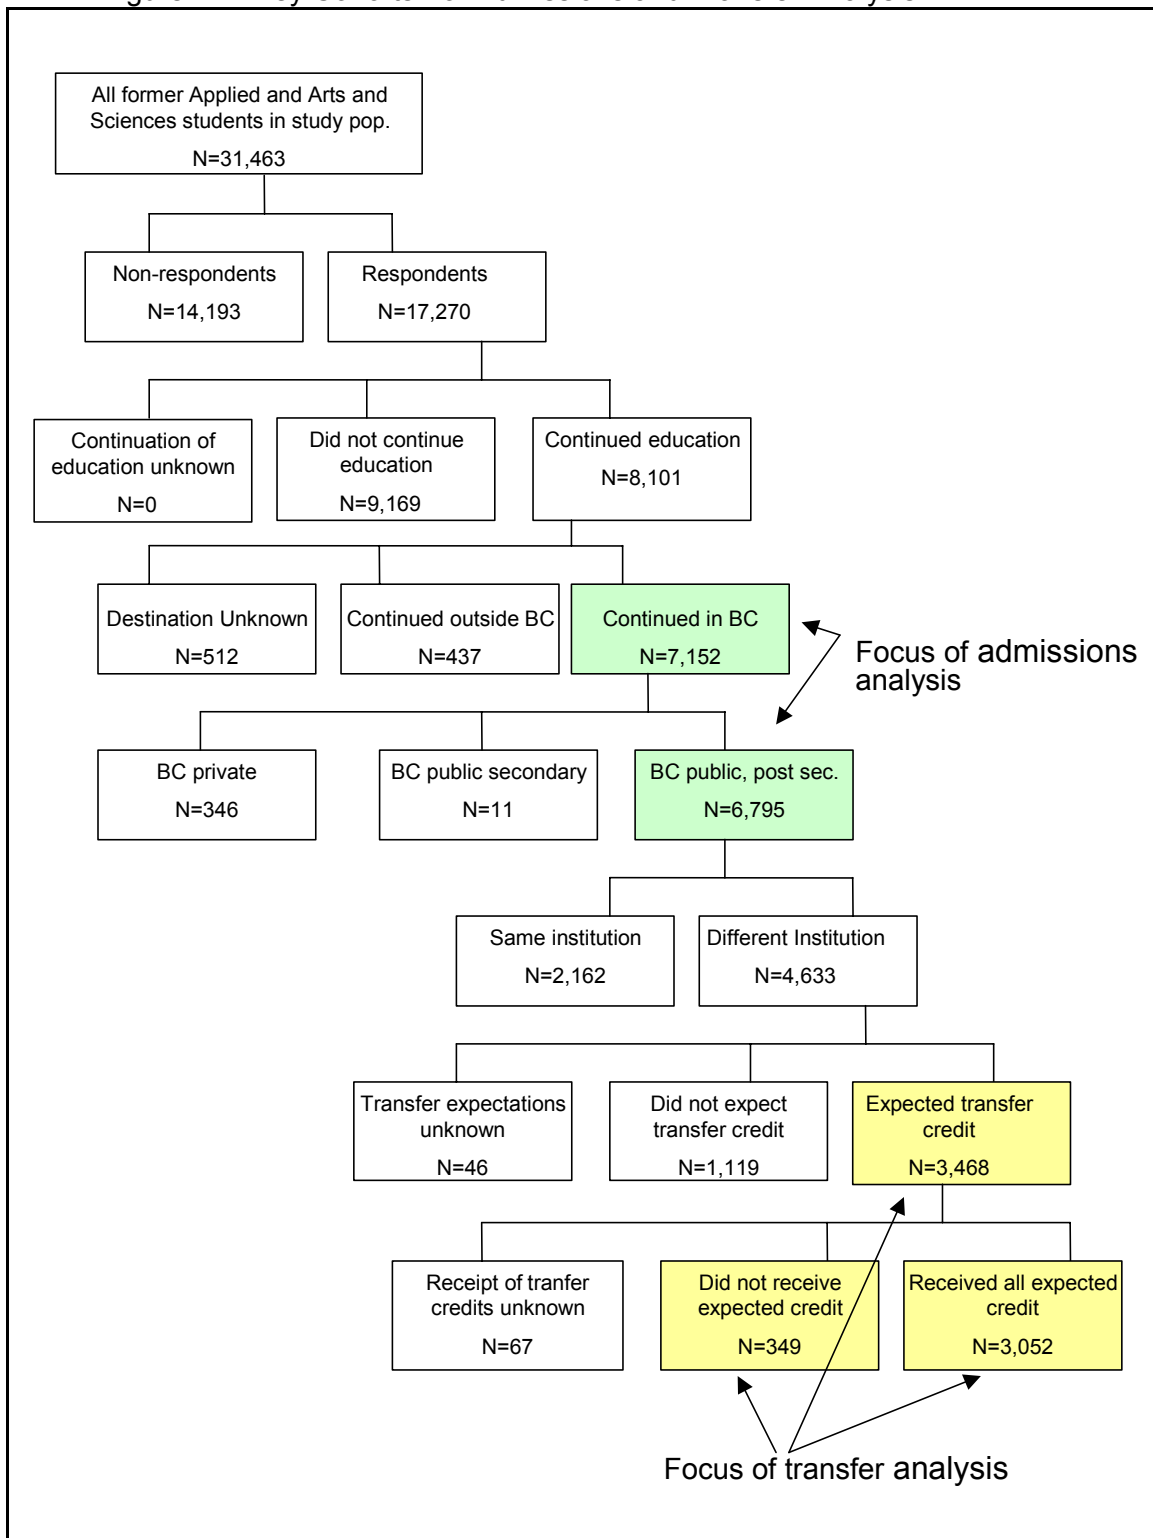 All former Applied and Arts and
Sciences students in study pop.
N=31,463
Non-respondents
N=14,193
Respondents
N=17,270
Continuation of
education unknown
N=0
Did not continue
education
N=9,169
Continued education
N=8,101
Destination Unknown
N=512
Continued outside BC
N=437
Continued in BC
N=7,152
Focus of admissions
analysis
BC private
N=346
BC public secondary
N=11
BC public, post sec.
N=6,795
Same institution
N=2,162
Different Institution
N=4,633
Transfer expectations
unknown
N=46
Did not expect
transfer credit
N=1,119
Expected transfer
credit
N=3,468
Receipt of tranfer
credits unknown
N=67
Did not receive
expected credit
N=349
Received all expected
credit
N=3,052
Focus of transfer analysis